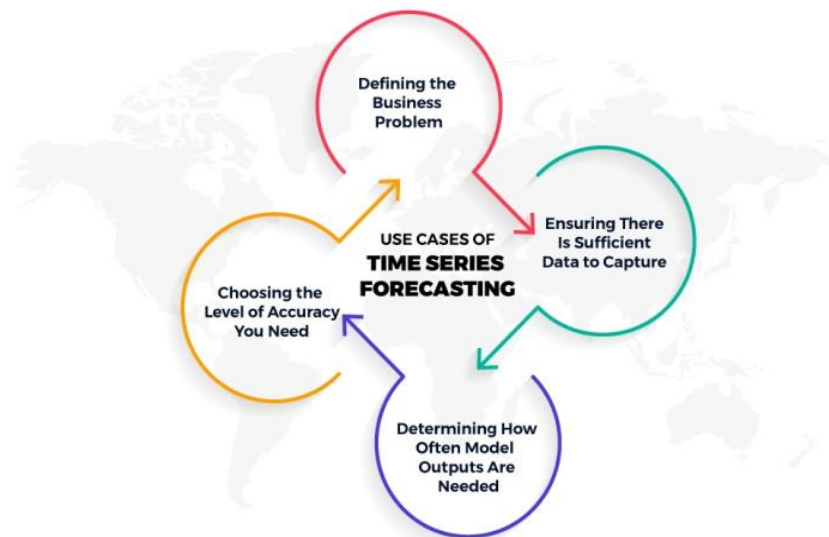 Defining the
Business
Problem
Ensuring There
Is Sufficient
Data to Capture
USE CASES OF
TIME SERIES
FORECASTING
Choosing the
Level of Accuracy
You Need
Determining How
Often Model
Outputs Are
Needed